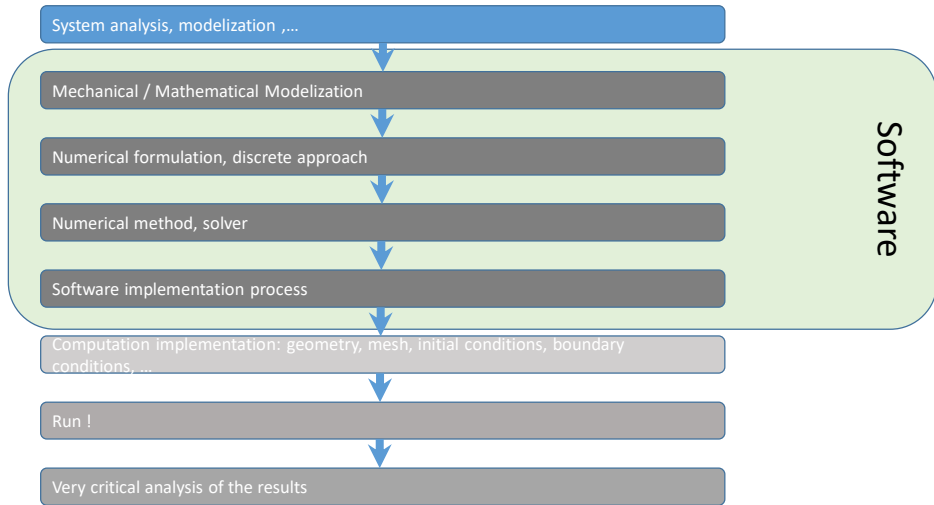 System analysis, modelization ,…
Mechanical / Mathematical Modelization
Numerical formulation, discrete approach
Numerical method, solver
Software implementation process
Software
Computation implementation: geometry, mesh, initial conditions, boundary
conditions, …
Run !
Very critical analysis of the results